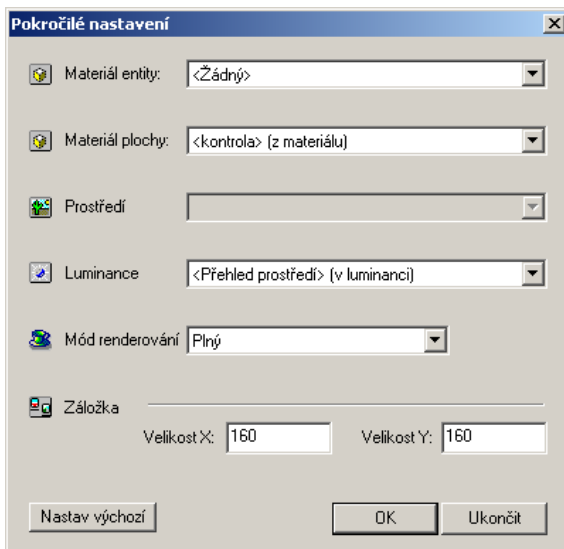 Pokročilé nastavení
Materiál entity: <Žádný>
Materiál plochy: <kontrola> (z materiálu)
Prostředí
Luminance <Přehled prostředí> (v luminanci)
Mód renderování Plný
Záložka
Velikost X: 160 Velikost Y: 160
Nastav výchozí OK Ukončit